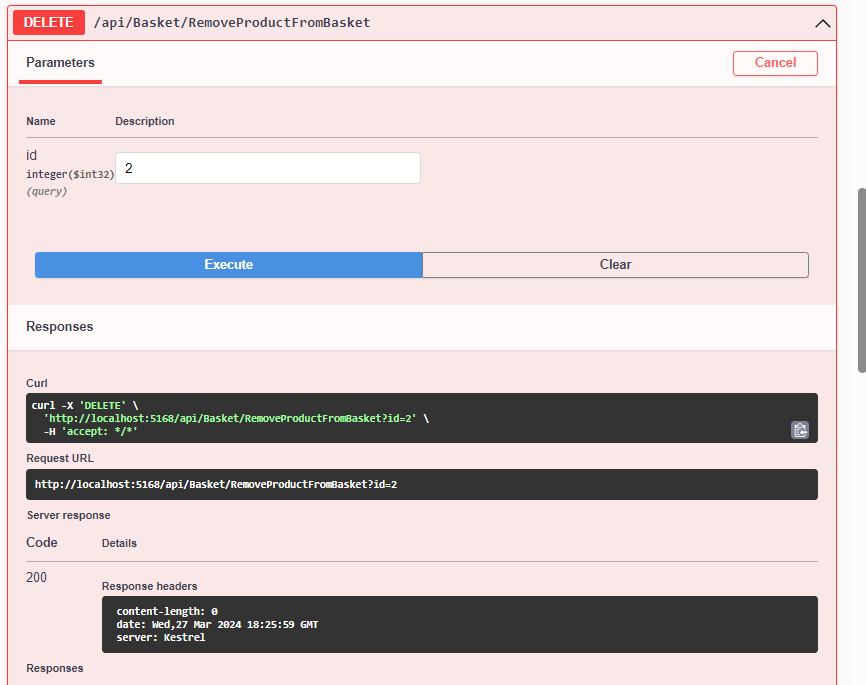 DELETE /api/Basket/RemoveProductFromBasket
Parameters
Cancel
Name Description
id
integer($int32)
(query)
2
Execute
Clear
Responses
Curl
curl -X 'DELETE' \
'http://localhost:5168/api/Basket/RemoveProductFromBasket?id=2' \
-H 'accept: */*'
Request URL
http://localhost:5168/api/Basket/RemoveProductFromBasket?id=2
Server response
Code Details
200
Response headers
content-length: 0
date: Wed,27 Mar 2024 18:25:59 GMT
server: Kestrel
Responses